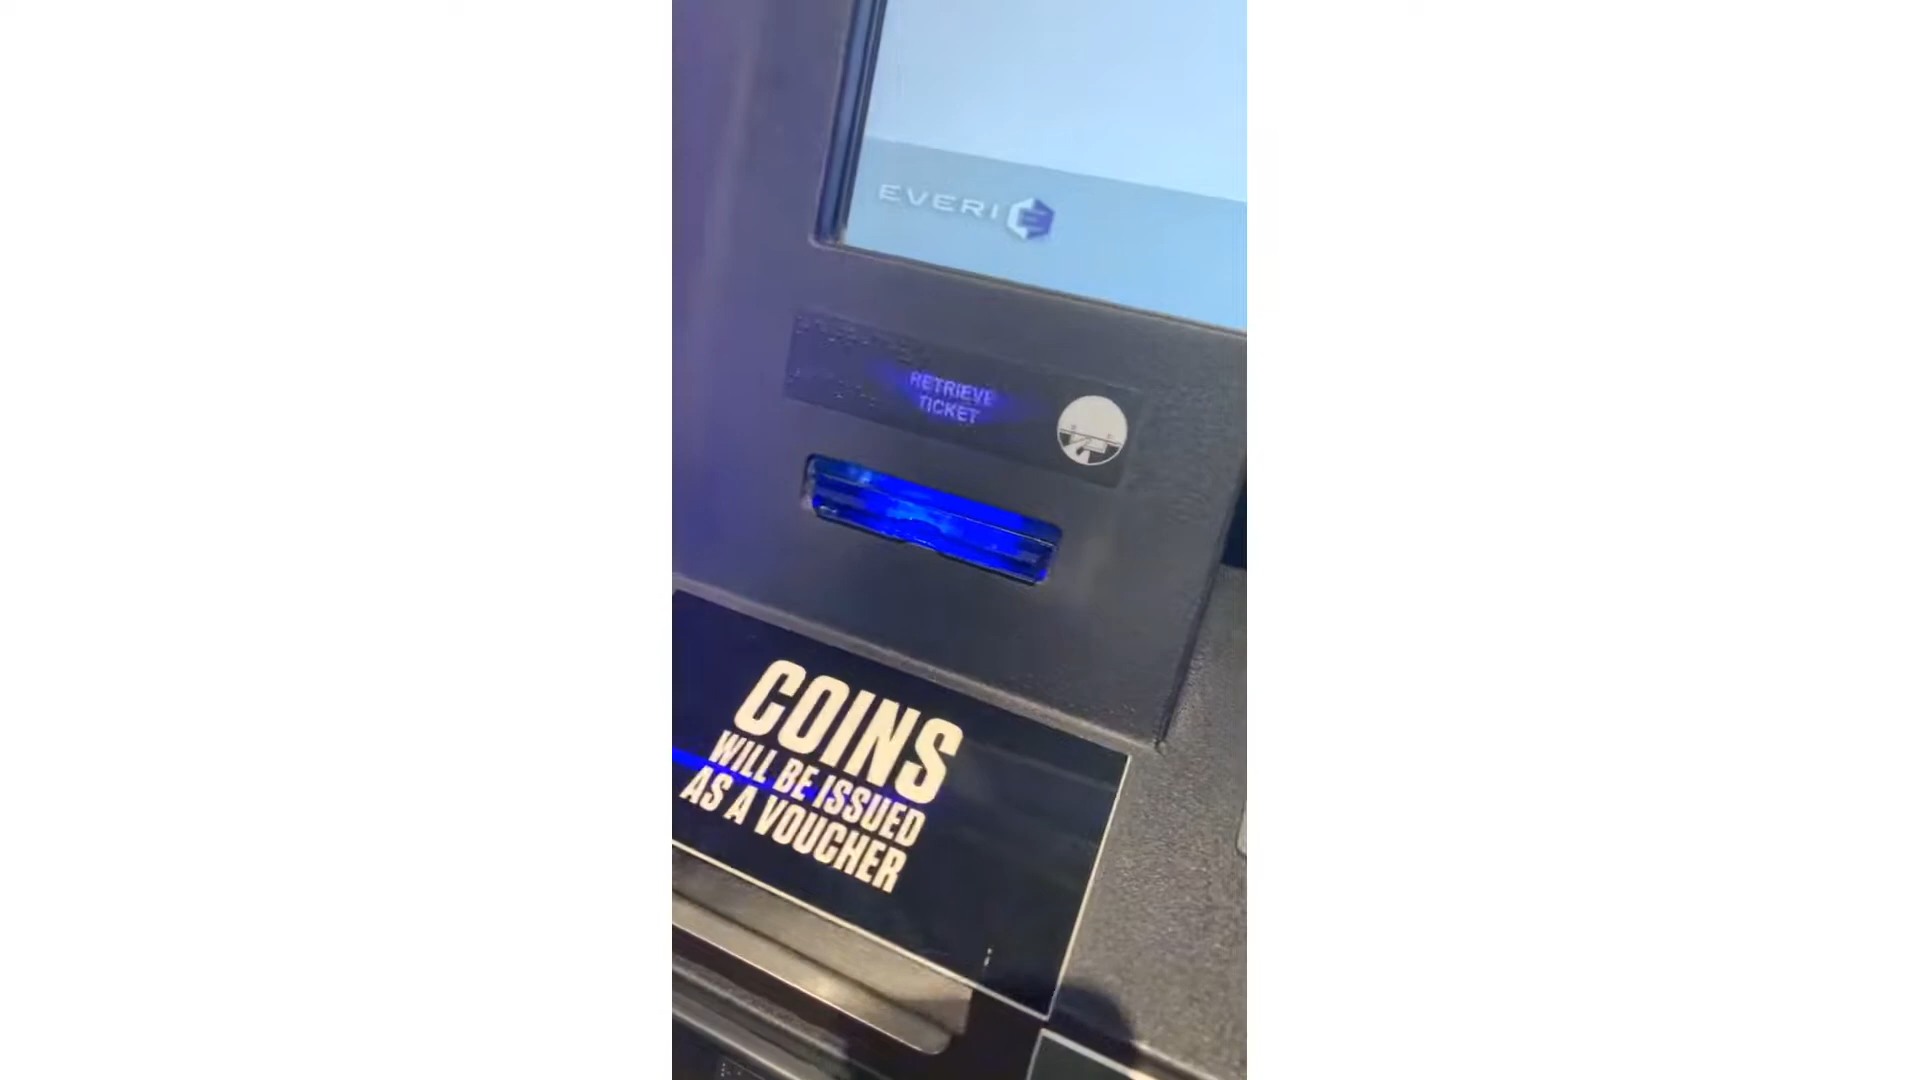 EVERI
RETRIEVE
TICKET
COINS
WILL BE ISSUED
AS A VOUCHER